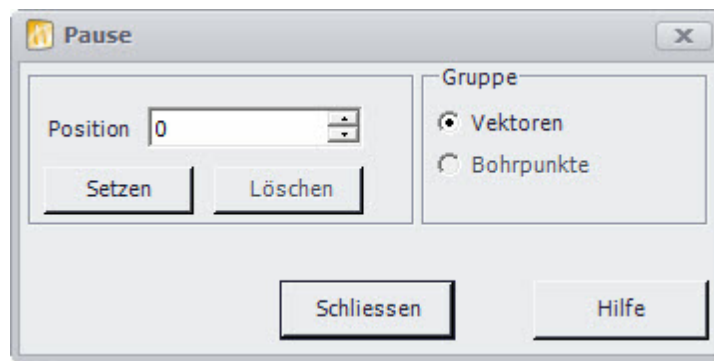 Pause
Position 0
Setzen Löschen
Gruppe
Vektoren
Bohrpunkte
Schliessen Hilfe